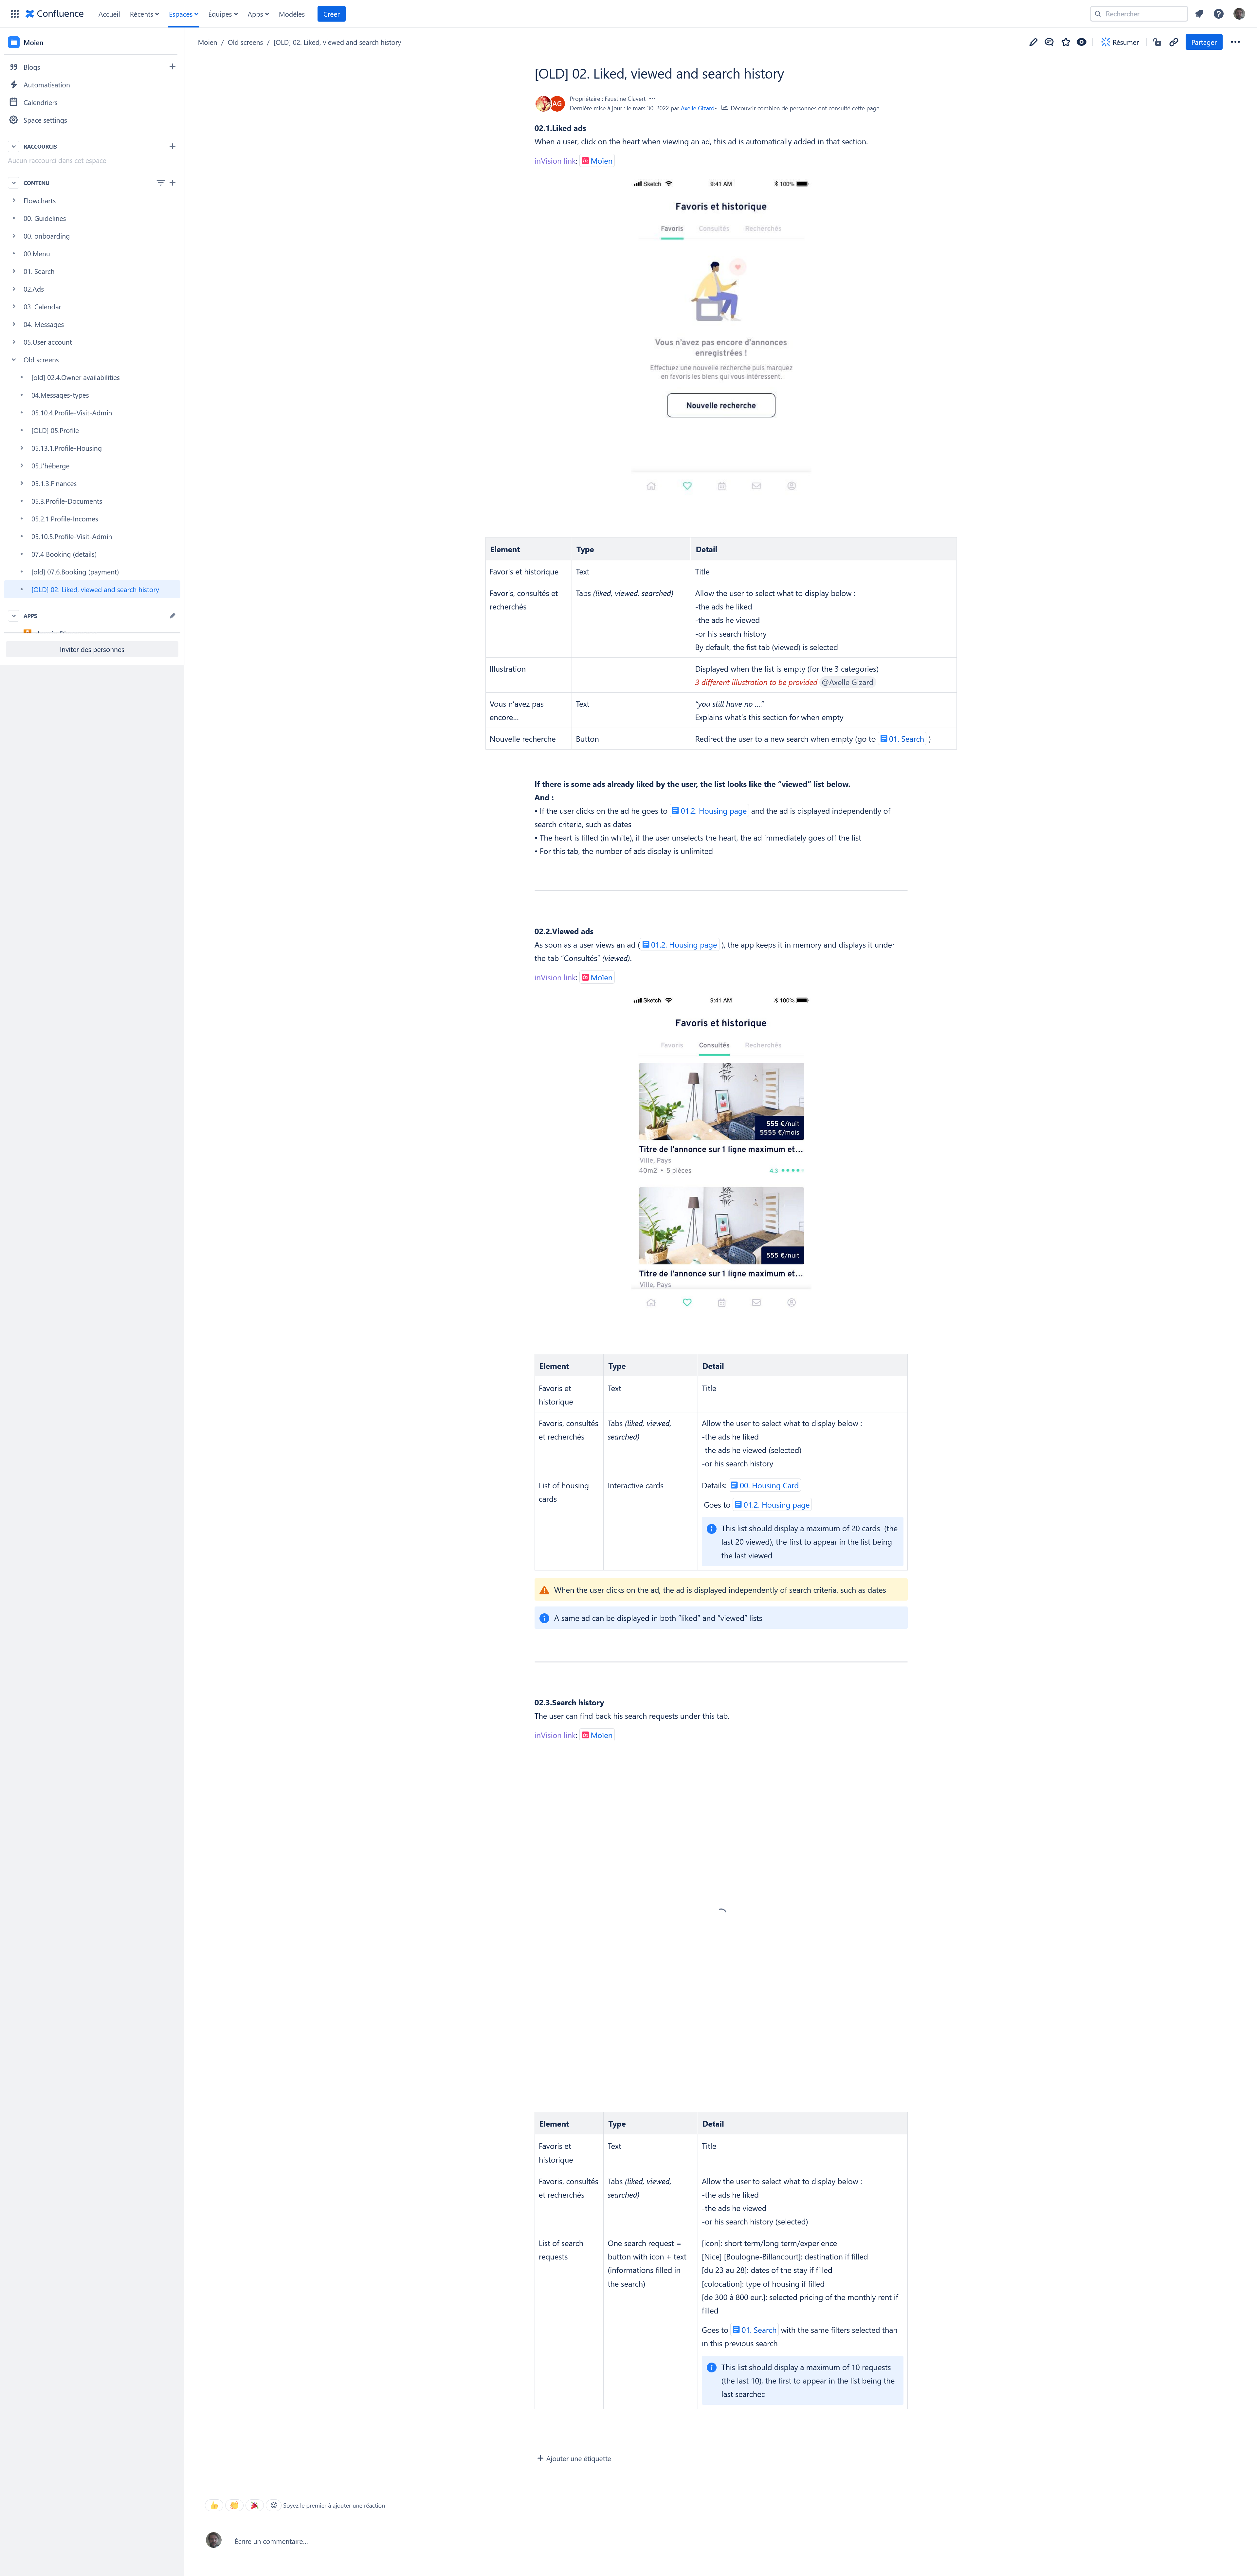 Confluence
Accueil
Récents
Espaces
Équipes
Apps
Modèles
Créer
Rechercher
Moien
Blogs
Automatisation
Calendriers
Space settings
RACCOURCIS
Aucun raccourci dans cet espace
CONTENU
Flowcharts
00. Guidelines
00. onboarding
00.Menu
01. Search
02.Ads
03. Calendar
04. Messages
05.User account
Old screens
[old] 02.4.Owner availabilities
04.Messages-types
05.10.4.Profile-Visit-Admin
[OLD] 05.Profile
05.13.1.Profile-Housing
05.J'héberge
05.1.3.Finances
05.3.Profile-Documents
05.2.1.Profile-Incomes
05.10.5.Profile-Visit-Admin
07.4 Booking (details)
[old] 07.6.Booking (payment)
[OLD] 02. Liked, viewed and search history
APPS
Inviter des personnes
Moien / Old screens / [OLD] 02. Liked, viewed and search history
Résumer
Partager
[OLD] 02. Liked, viewed and search history
AG
Propriétaire : Faustine Clavert
Dernière mise à jour : le mars 30, 2022 par Axelle Gizard• Découvrir combien de personnes ont consulté cette page
02.1.Liked ads
When a user, click on the heart when viewing an ad, this ad is automatically added in that section.
inVision link: in Moïen
Sketch 9:41 AM 100%
Favoris et historique
Favoris Consultés Recherchés
Vous n'avez pas encore d'annonces
enregistrées !
Effectuez une nouvelle recherche puis marquez
en favoris les biens qui vous intéressent.
Nouvelle recherche
Element Type Detail
Favoris et historique Text Title
Favoris, consultés et
recherchés
Tabs (liked, viewed, searched)
Allow the user to select what to display below :
-the ads he liked
-the ads he viewed
-or his search history
By default, the fist tab (viewed) is selected
Illustration
Displayed when the list is empty (for the 3 categories)
3 different illustration to be provided @Axelle Gizard
Vous n'avez pas
encore…
Text
"you still have no …."
Explains what's this section for when empty
Nouvelle recherche Button Redirect the user to a new search when empty (go to 01. Search )
If there is some ads already liked by the user, the list looks like the "viewed" list below.
And :
• If the user clicks on the ad he goes to 01.2. Housing page and the ad is displayed independently of
search criteria, such as dates
• The heart is filled (in white), if the user unselects the heart, the ad immediately goes off the list
• For this tab, the number of ads display is unlimited
02.2.Viewed ads
As soon as a user views an ad ( 01.2. Housing page ), the app keeps it in memory and displays it under
the tab "Consultés" (viewed).
inVision link: in Moïen
Sketch 9:41 AM 100%
Favoris et historique
Favoris Consultés Recherchés
555 €/nuit
5555 €/mois
Titre de l'annonce sur 1 ligne maximum et...
Ville, Pays
40m2 • 5 pièces 4.3
555 €/nuit
Titre de l'annonce sur 1 ligne maximum et...
Ville, Pays
Element Type Detail
Favoris et
historique
Text
Title
Favoris, consultés
et recherchés
Tabs (liked, viewed,
searched)
Allow the user to select what to display below :
-the ads he liked
-the ads he viewed (selected)
-or his search history
List of housing
cards
Interactive cards
Details: 00. Housing Card
Goes to 01.2. Housing page
This list should display a maximum of 20 cards (the
last 20 viewed), the first to appear in the list being
the last viewed
When the user clicks on the ad, the ad is displayed independently of search criteria, such as dates
A same ad can be displayed in both "liked" and "viewed" lists
02.3.Search history
The user can find back his search requests under this tab.
inVision link: in Moïen
Element Type Detail
Favoris et
historique
Text
Title
Favoris, consultés
et recherchés
Tabs (liked, viewed,
searched)
Allow the user to select what to display below :
-the ads he liked
-the ads he viewed
-or his search history (selected)
List of search
requests
One search request =
button with icon + text
(informations filled in
the search)
[icon]: short term/long term/experience
[Nice] [Boulogne-Billancourt]: destination if filled
[du 23 au 28]: dates of the stay if filled
[colocation]: type of housing if filled
[de 300 à 800 eur.]: selected pricing of the monthly rent if
filled
Goes to 01. Search with the same filters selected than
in this previous search
This list should display a maximum of 10 requests
(the last 10), the first to appear in the list being the
last searched
Ajouter une étiquette
Soyez le premier à ajouter une réaction
Écrire un commentaire...